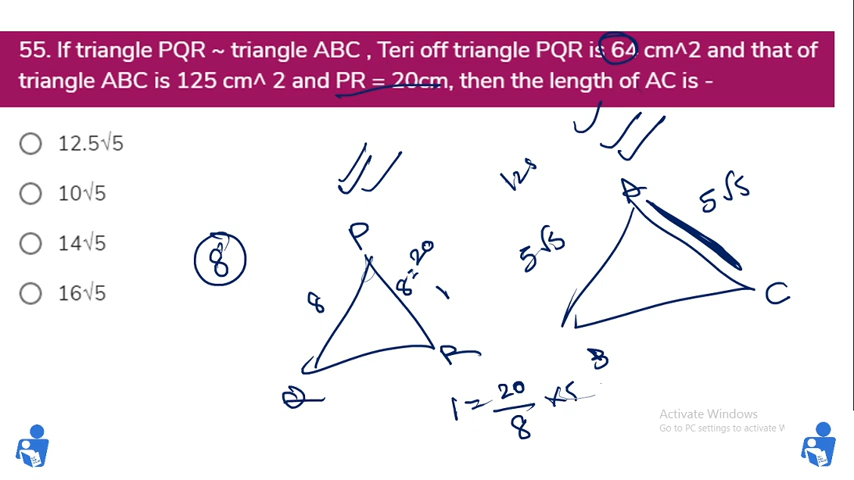 55. If triangle PQR ~ triangle ABC , Teri off triangle PQR is 64 cm^2 and that of
triangle ABC is 125 cm^ 2 and PR = 20cm, then the length of AC is -
12.5√5
10√5
14√5
16√5
125
A
5√5
P
8
20
8=
5√5
8
C
R
B
Q
1 = 20/8 ×5
Activate Windows
Go to PC settings to activate W